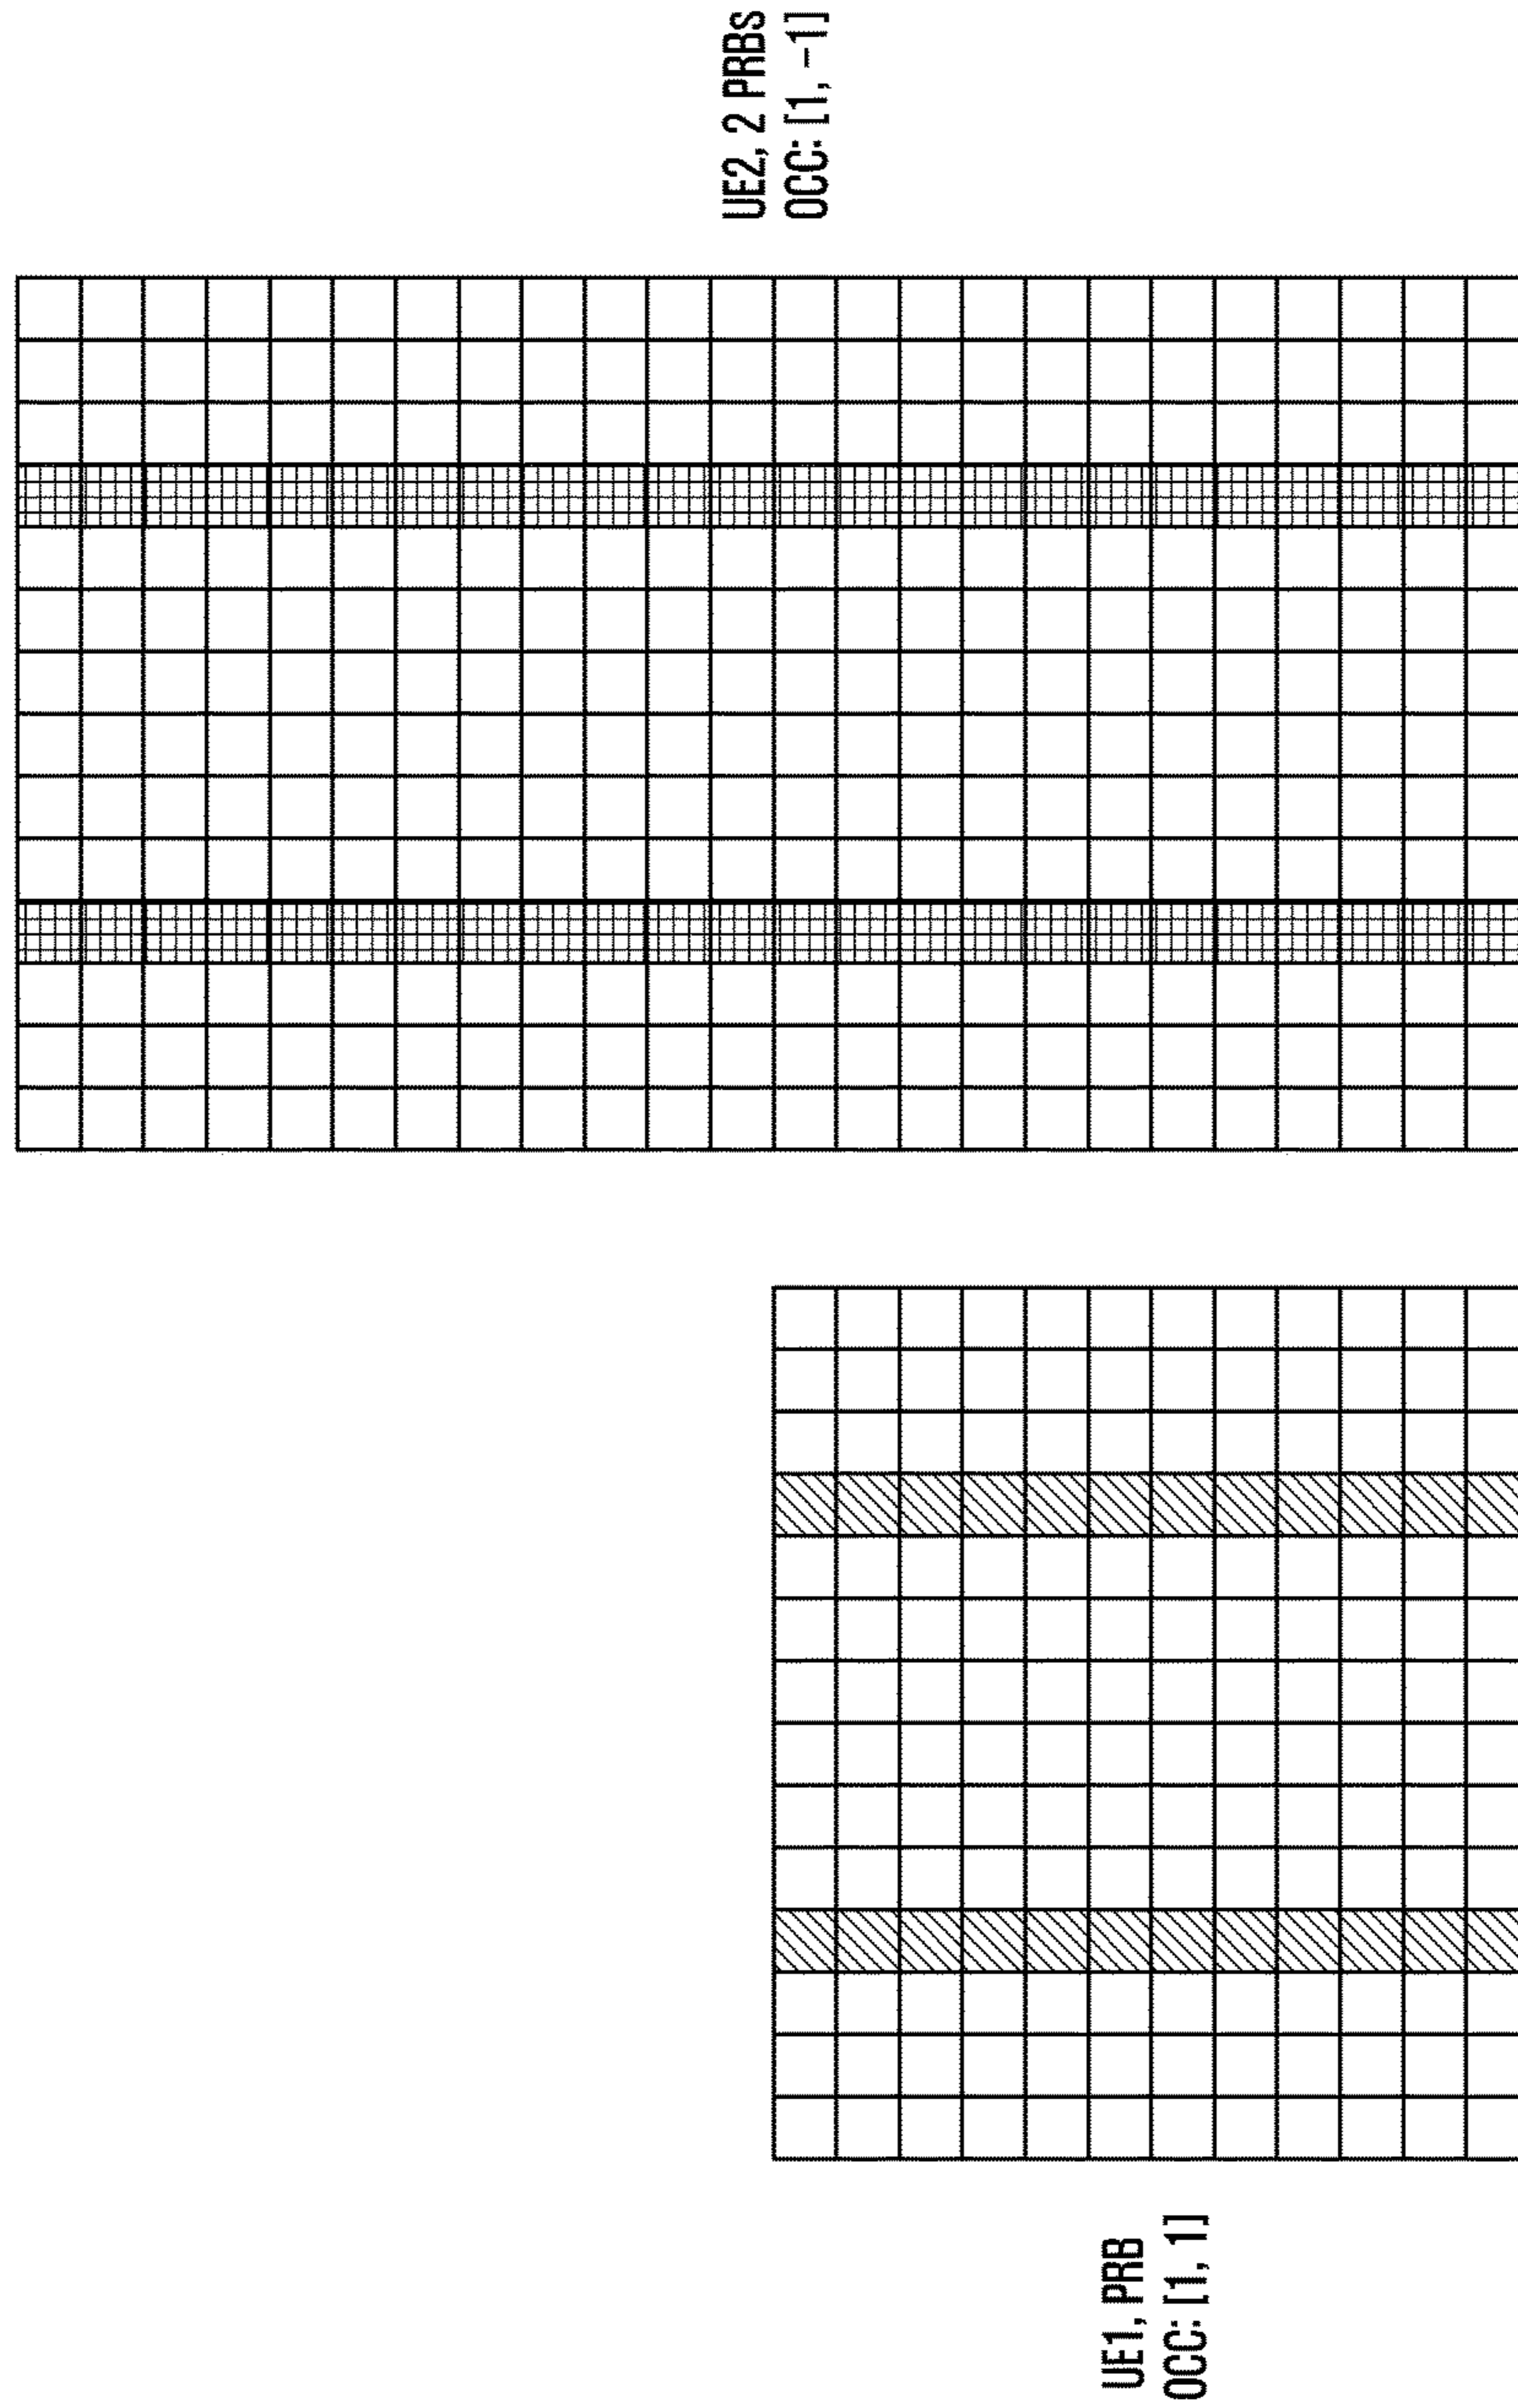 UE1, PRB
OCC: [1, 1]
UE2, 2 PRBs
OCC: [1, −1]